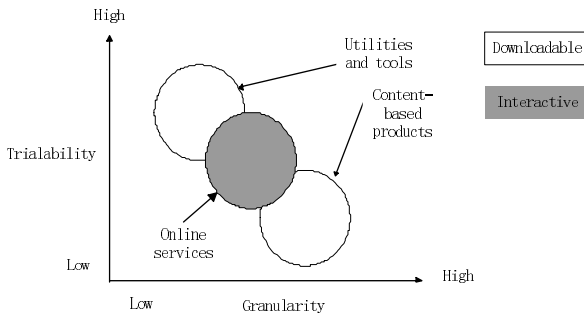 High
Utilities
and tools
Downloadable
Content-
based
products
Interactive
Trialability
Online
services
Low
Low
Granularity
High